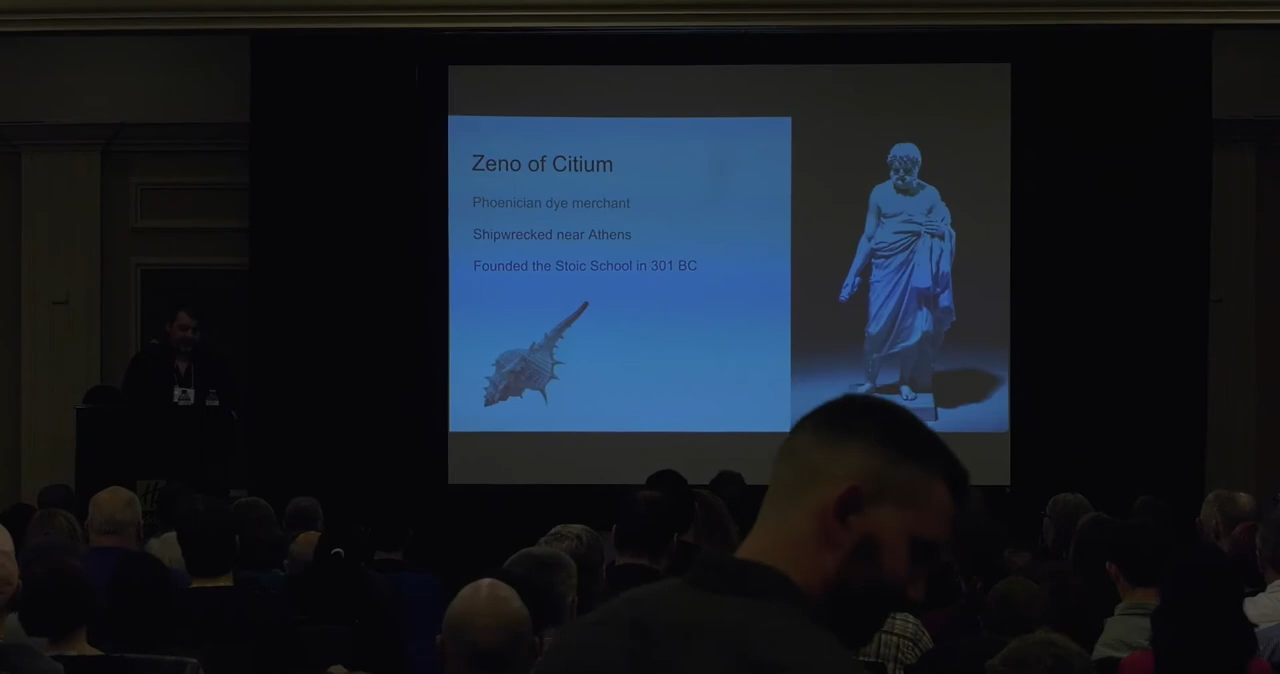 Zeno of Citium
Phoenician dye merchant
Shipwrecked near Athens
Founded the Stoic School in 301 BC